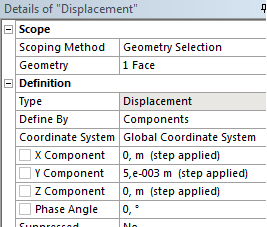 Details of "Displacement"
Scope
Scoping Method Geometry Selection
Geometry 1 Face
Definition
Type Displacement
Define By Components
Coordinate System Global Coordinate System
X Component 0, m (step applied)
Y Component 5,e-003 m (step applied)
Z Component 0, m (step applied)
Phase Angle 0, °
Suppressed No